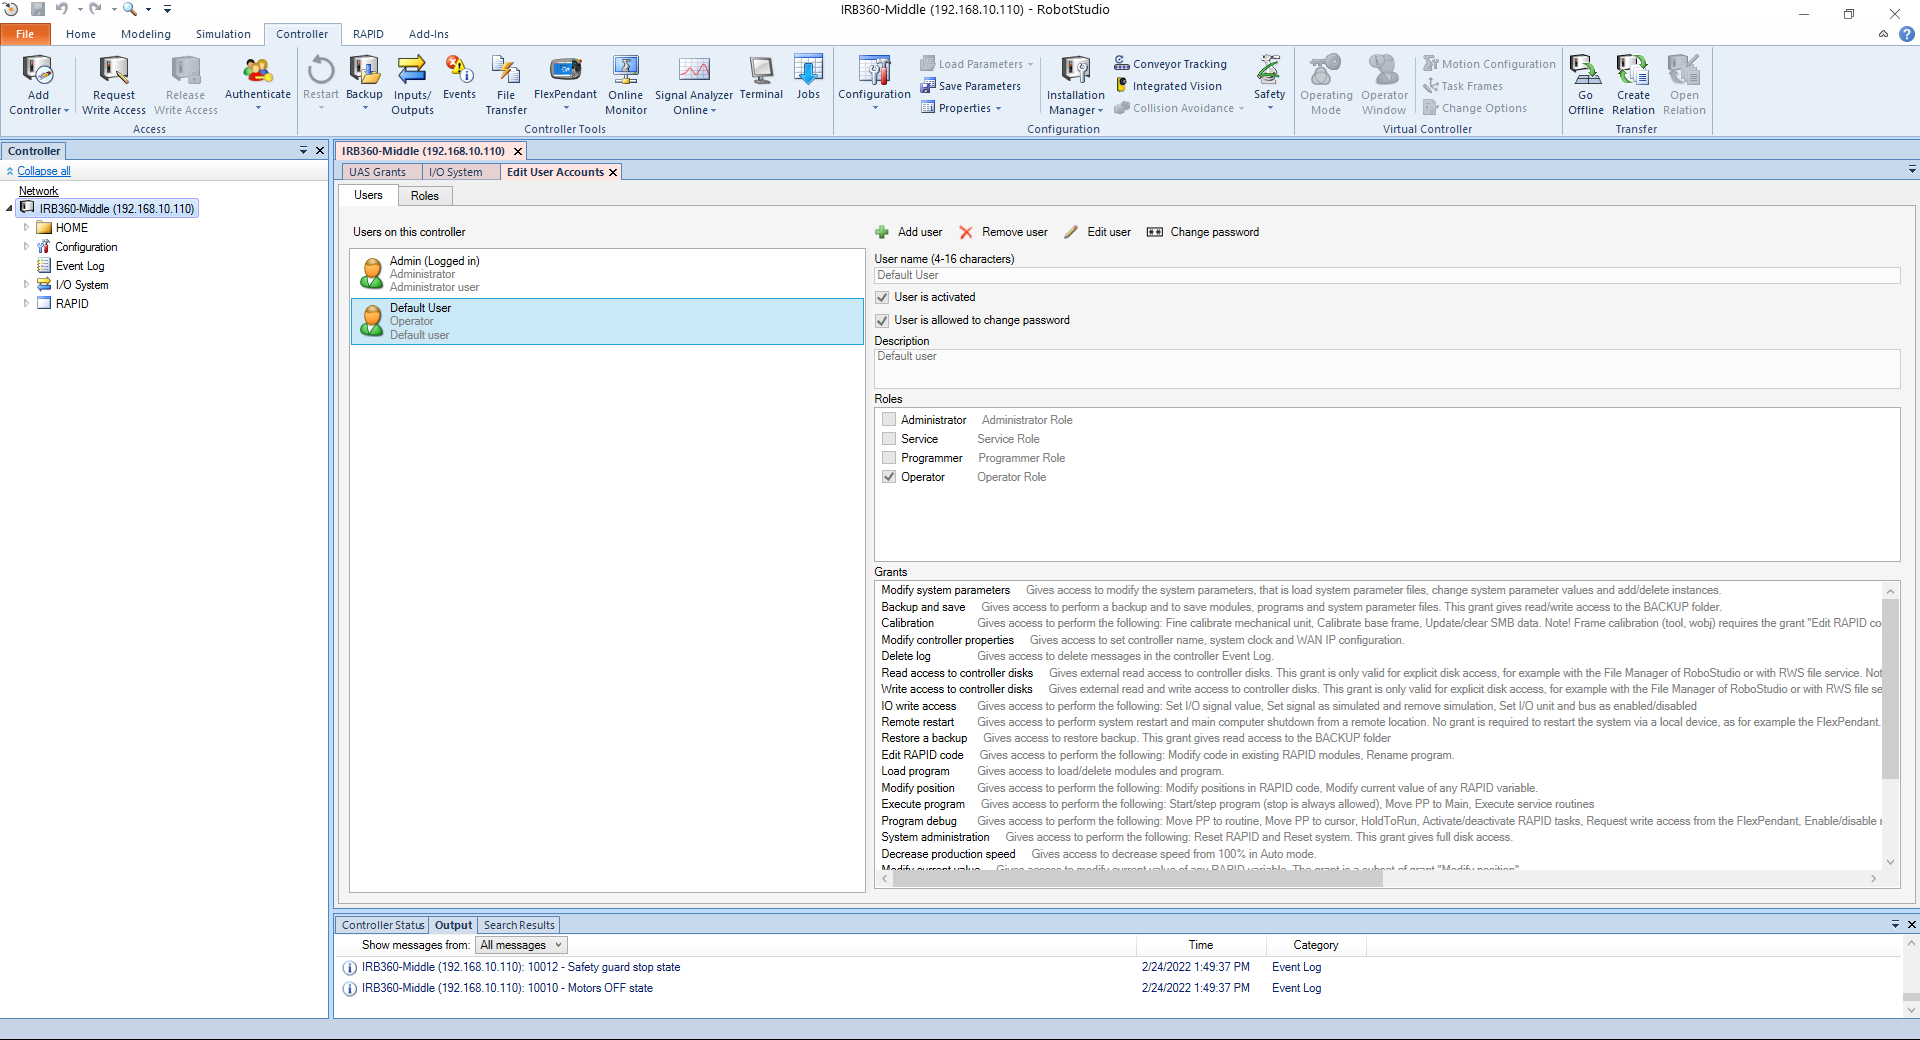 IRB360-Middle (192.168.10.110) - RobotStudio
File Home Modeling Simulation Controller RAPID Add-Ins
Add Controller
Request Write Access
Release Write Access
Authenticate
Access
Restart
Backup
Inputs/ Outputs
Events
File Transfer
FlexPendant
Online Monitor
Signal Analyzer Online
Terminal
Jobs
Controller Tools
Configuration
Load Parameters
Save Parameters
Properties
Installation Manager
Conveyor Tracking
Integrated Vision
Collision Avoidance
Safety
Configuration
Operating Mode
Operator Window
Motion Configuration
Task Frames
Change Options
Virtual Controller
Go Offline
Create Relation
Open Relation
Transfer
Controller
Collapse all
Network
IRB360-Middle (192.168.10.110)
HOME
Configuration
Event Log
I/O System
RAPID
IRB360-Middle (192.168.10.110)
UAS Grants I/O System Edit User Accounts
Users Roles
Users on this controller
Admin (Logged in)
Administrator
Administrator user
Default User
Operator
Default user
Add user Remove user Edit user Change password
User name (4-16 characters)
Default User
User is activated
User is allowed to change password
Description
Default user
Roles
Administrator Administrator Role
Service Service Role
Programmer Programmer Role
Operator Operator Role
Grants
Modify system parameters Gives access to modify the system parameters, that is load system parameter files, change system parameter values and add/delete instances.
Backup and save Gives access to perform a backup and to save modules, programs and system parameter files. This grant gives read/write access to the BACKUP folder.
Calibration Gives access to perform the following: Fine calibrate mechanical unit, Calibrate base frame, Update/clear SMB data. Note! Frame calibration (tool, wobj) requires the grant "Edit RAPID co
Modify controller properties Gives access to set controller name, system clock and WAN IP configuration.
Delete log Gives access to delete messages in the controller Event Log.
Read access to controller disks Gives external read access to controller disks. This grant is only valid for explicit disk access, for example with the File Manager of RoboStudio or with RWS file service. Not
Write access to controller disks Gives external read and write access to controller disks. This grant is only valid for explicit disk access, for example with the File Manager of RoboStudio or with RWS file se
IO write access Gives access to perform the following: Set I/O signal value, Set signal as simulated and remove simulation, Set I/O unit and bus as enabled/disabled
Remote restart Gives access to perform system restart and main computer shutdown from a remote location. No grant is required to restart the system via a local device, as for example the FlexPendant.
Restore a backup Gives access to restore backup. This grant gives read access to the BACKUP folder
Edit RAPID code Gives access to perform the following: Modify code in existing RAPID modules, Rename program.
Load program Gives access to load/delete modules and program.
Modify position Gives access to perform the following: Modify positions in RAPID code, Modify current value of any RAPID variable.
Execute program Gives access to perform the following: Start/step program (stop is always allowed), Move PP to Main, Execute service routines
Program debug Gives access to perform the following: Move PP to routine, Move PP to cursor, HoldToRun, Activate/deactivate RAPID tasks, Request write access from the FlexPendant, Enable/disable r
System administration Gives access to perform the following: Reset RAPID and Reset system. This grant gives full disk access.
Decrease production speed Gives access to decrease speed from 100% in Auto mode.
Modify current value Gives access to modify current value of any RAPID variable. The grant is a subset of grant "Modify position"
Controller Status Output Search Results
Show messages from: All messages Time Category
IRB360-Middle (192.168.10.110): 10012 - Safety guard stop state 2/24/2022 1:49:37 PM Event Log
IRB360-Middle (192.168.10.110): 10010 - Motors OFF state 2/24/2022 1:49:37 PM Event Log